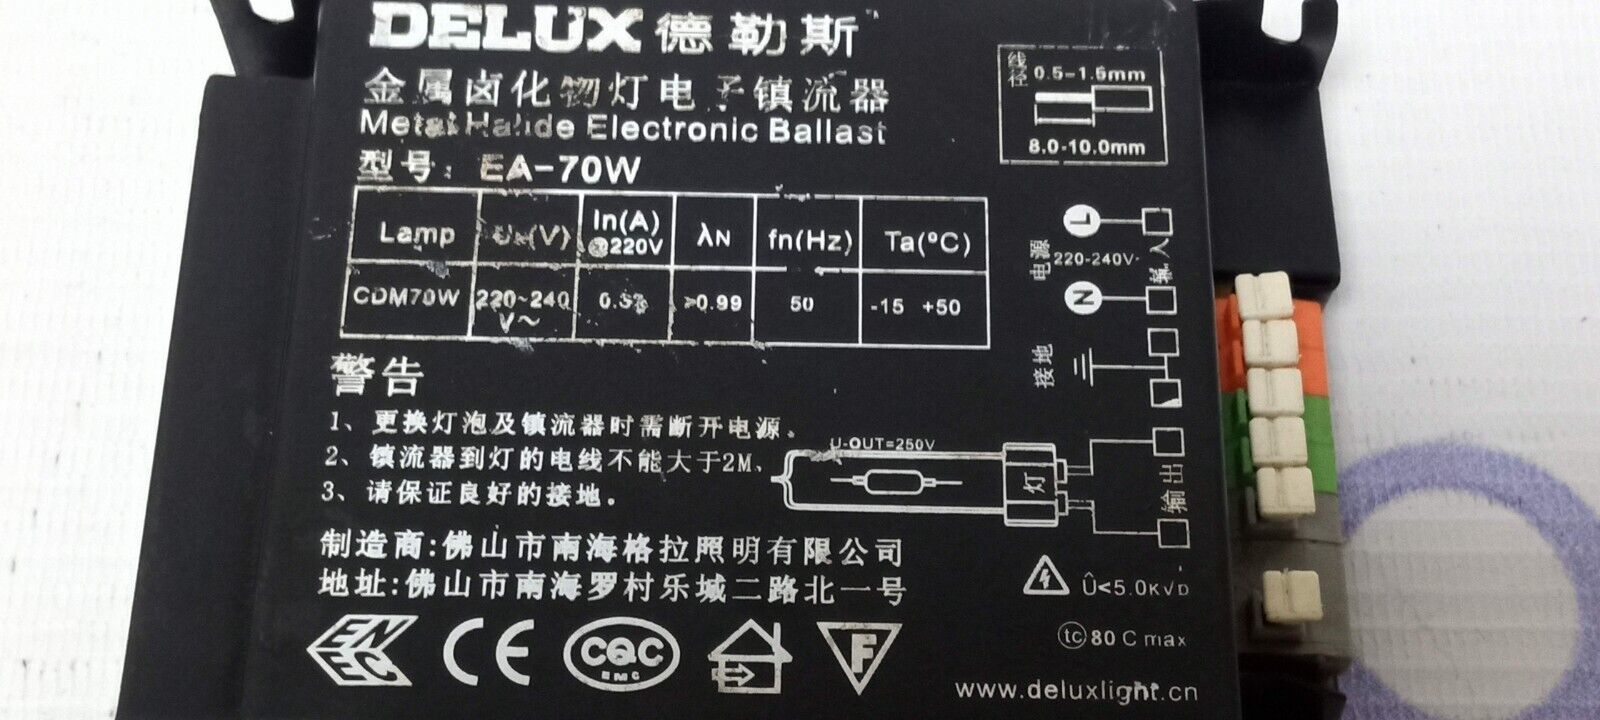 DELUX 德勒斯
金属卤化物灯电子镇流器
Metal Halide Electronic Ballast
型号: EA-70W
线径 0.5-1.5mm
8.0-10.0mm
Lamp (V) In(A) @220V λN fn(Hz) Ta(°C)
CDM70W 220~240 V~ >0.99 50 -15 +50
L
电源 220-240V 输入
N
接地
警告
1、更换灯泡及镇流器时需断开电源。
2、镇流器到灯的电线不能大于2M、
3、请保证良好的接地。
U-OUT=250V
灯
输出
制造商:佛山市南海格拉照明有限公司
地址:佛山市南海罗村乐城二路北一号
Û<5.0KV
tc 80 C max
ENEC CE CQC EMC F
www.deluxlight.cn